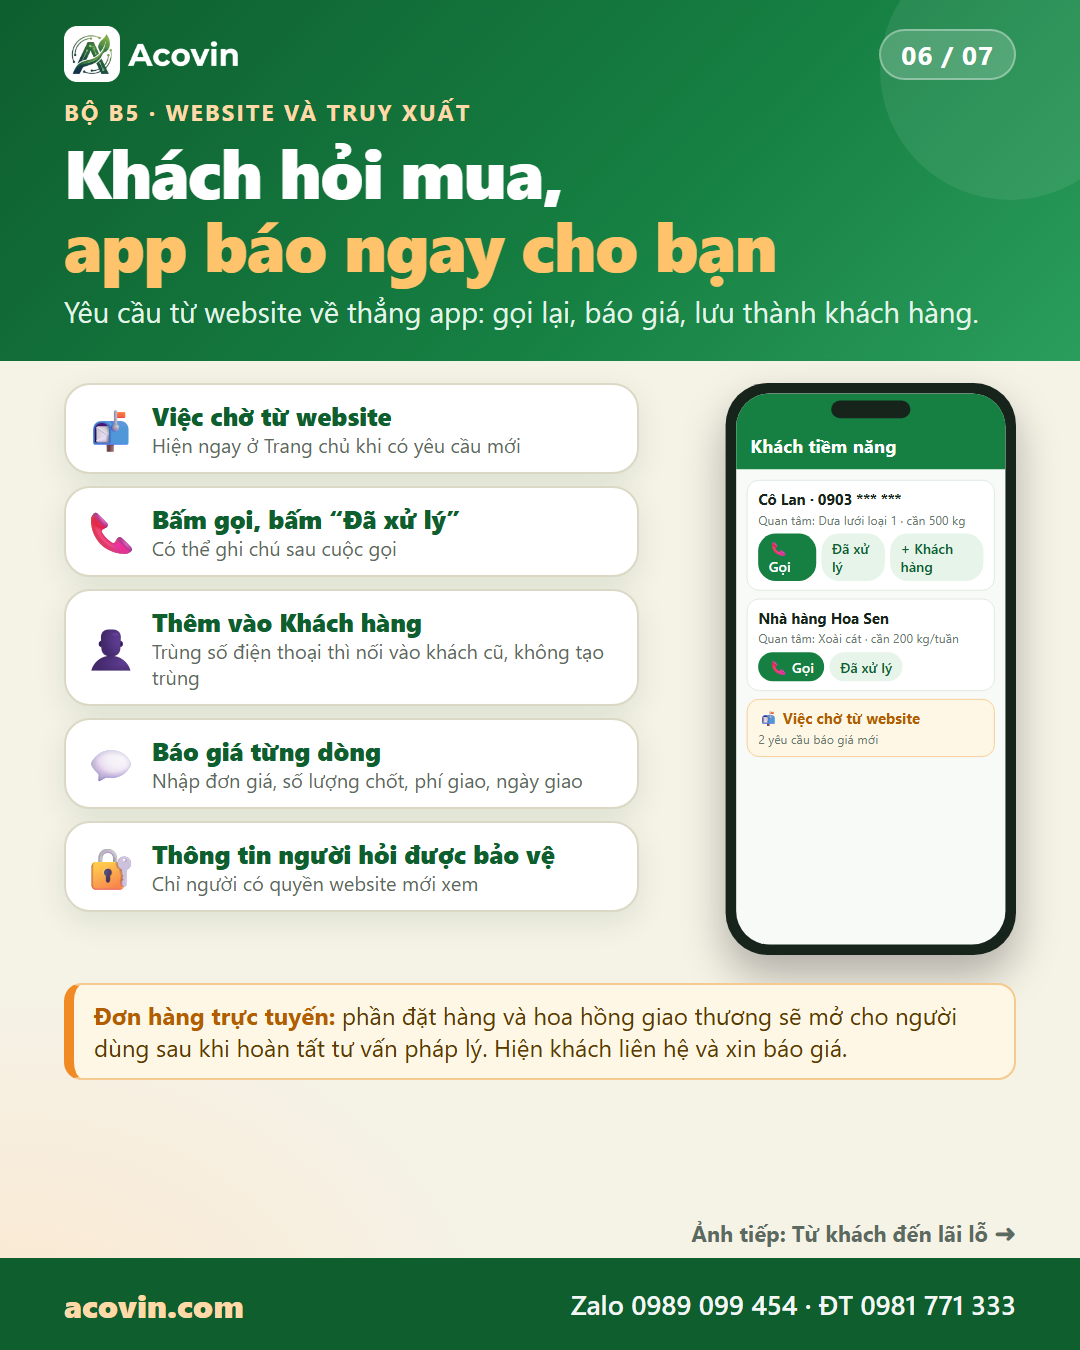 Acovin
06 / 07
BỘ B5 · WEBSITE VÀ TRUY XUẤT
Khách hỏi mua,
app báo ngay cho bạn
Yêu cầu từ website về thẳng app: gọi lại, báo giá, lưu thành khách hàng.
Việc chờ từ website
Hiện ngay ở Trang chủ khi có yêu cầu mới
Bấm gọi, bấm “Đã xử lý”
Có thể ghi chú sau cuộc gọi
Thêm vào Khách hàng
Trùng số điện thoại thì nối vào khách cũ, không tạo
trùng
Báo giá từng dòng
Nhập đơn giá, số lượng chốt, phí giao, ngày giao
Thông tin người hỏi được bảo vệ
Chỉ người có quyền website mới xem
Khách tiềm năng
Cô Lan · 0903 *** ***
Quan tâm: Dưa lưới loại 1 · cần 500 kg
Gọi
Đã xử
lý
+ Khách
hàng
Nhà hàng Hoa Sen
Quan tâm: Xoài cát · cần 200 kg/tuần
Gọi
Đã xử lý
Việc chờ từ website
2 yêu cầu báo giá mới
Đơn hàng trực tuyến: phần đặt hàng và hoa hồng giao thương sẽ mở cho người
dùng sau khi hoàn tất tư vấn pháp lý. Hiện khách liên hệ và xin báo giá.
Ảnh tiếp: Từ khách đến lãi lỗ →
acovin.com
Zalo 0989 099 454 · ĐT 0981 771 333